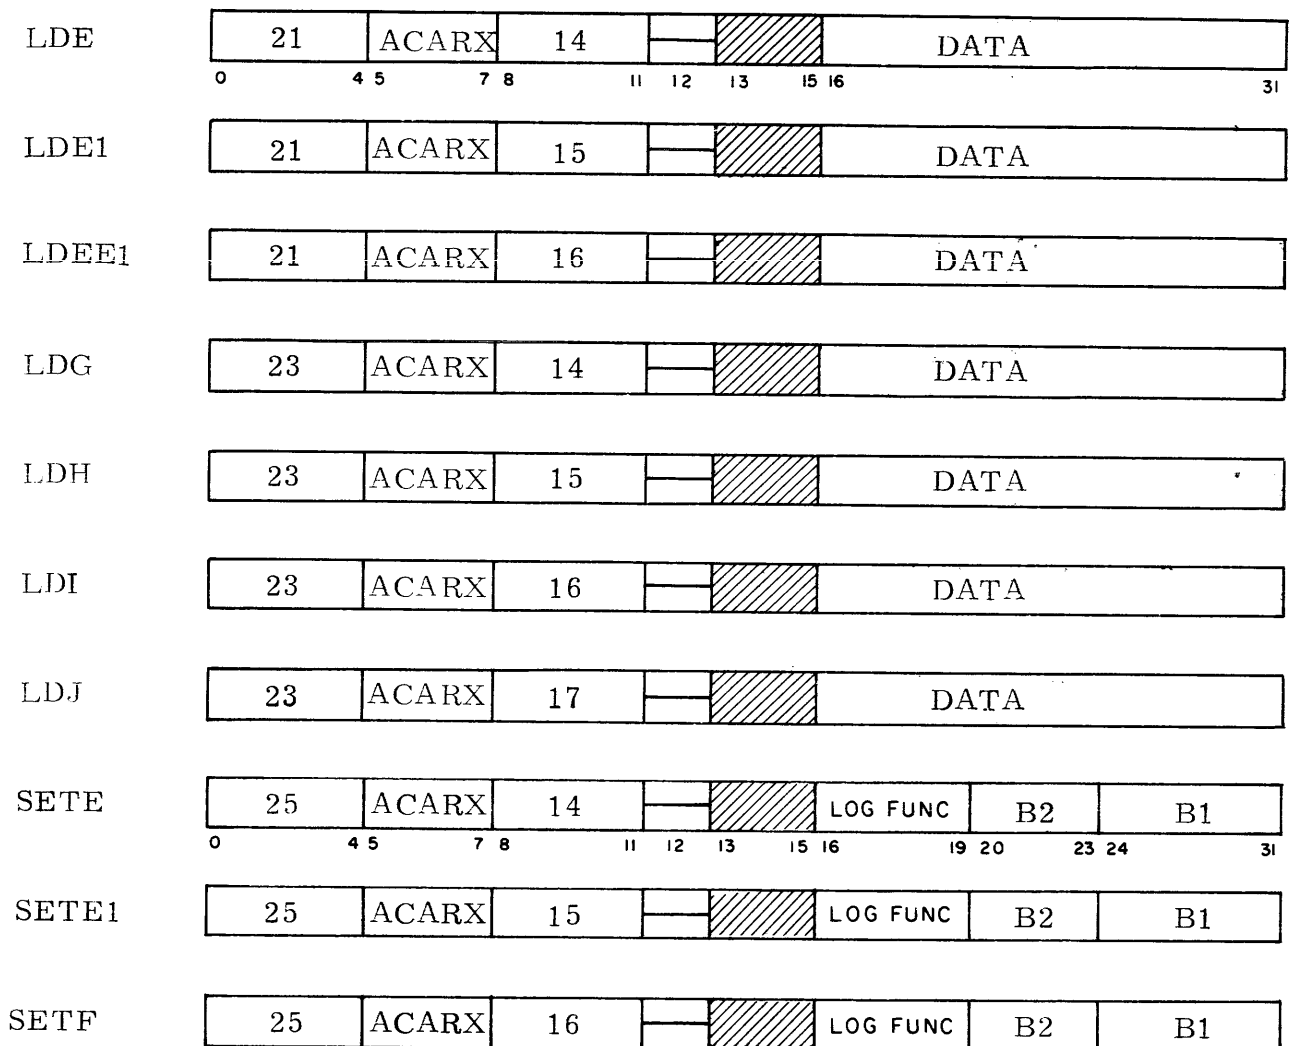 LDE 21 ACARX 14 DATA
0 4 5 7 8 11 12 13 15 16 31
LDE1 21 ACARX 15 DATA
LDEE1 21 ACARX 16 DATA
LDG 23 ACARX 14 DATA
LDH 23 ACARX 15 DATA
LDI 23 ACARX 16 DATA
LDJ 23 ACARX 17 DATA
SETE 25 ACARX 14 LOG FUNC B2 B1
0 4 5 7 8 11 12 13 15 16 19 20 23 24 31
SETE1 25 ACARX 15 LOG FUNC B2 B1
SETF 25 ACARX 16 LOG FUNC B2 B1